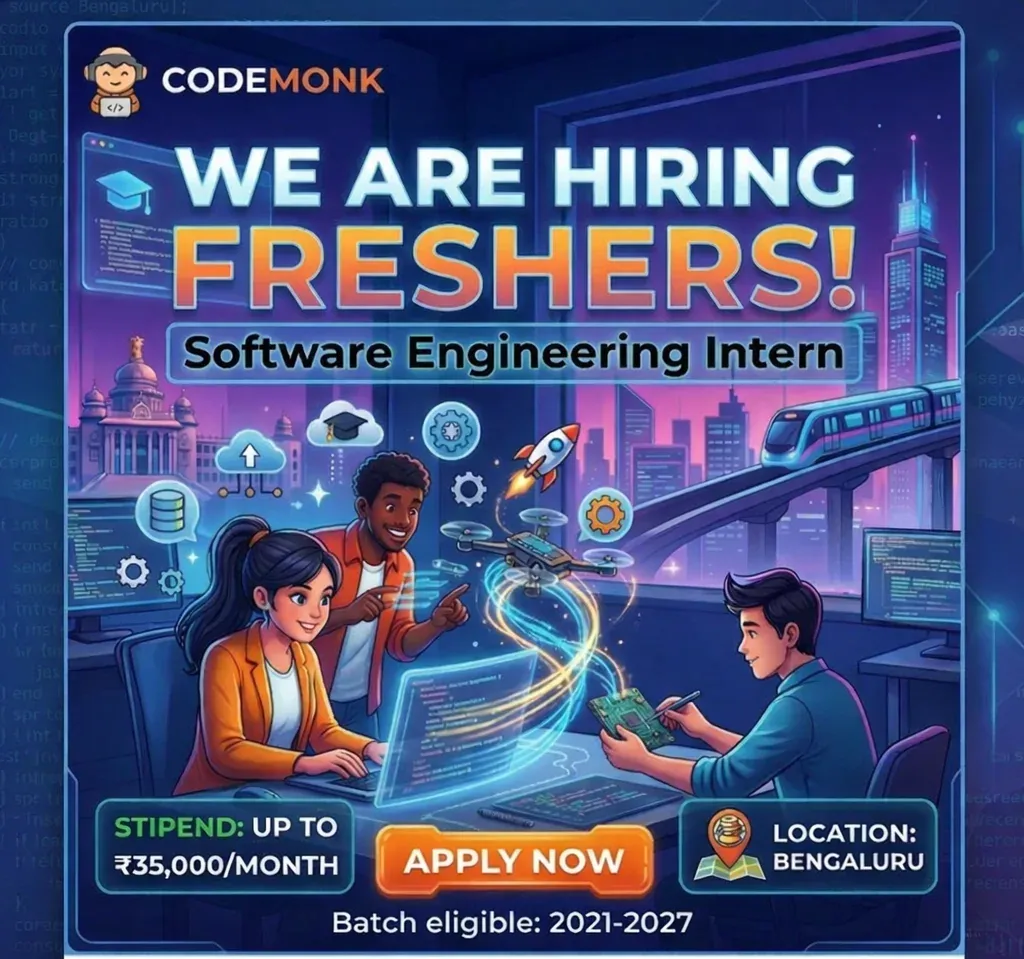 CODEMONK
WE ARE HIRING
FRESHERS!
Software Engineering Intern
</>
STIPEND: UP TO
₹35,000/MONTH
APPLY NOW
LOCATION:
BENGALURU
Batch eligible: 2021-2027